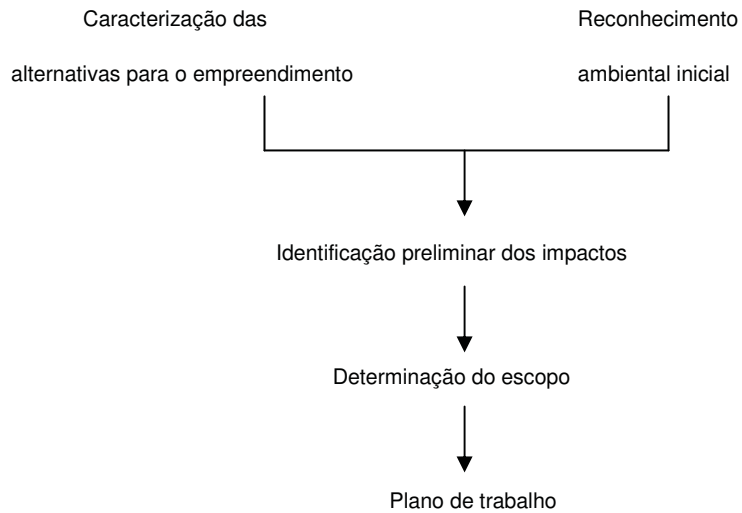 Caracterização das
alternativas para o empreendimento
Reconhecimento
ambiental inicial
Identificação preliminar dos impactos
Determinação do escopo
Plano de trabalho